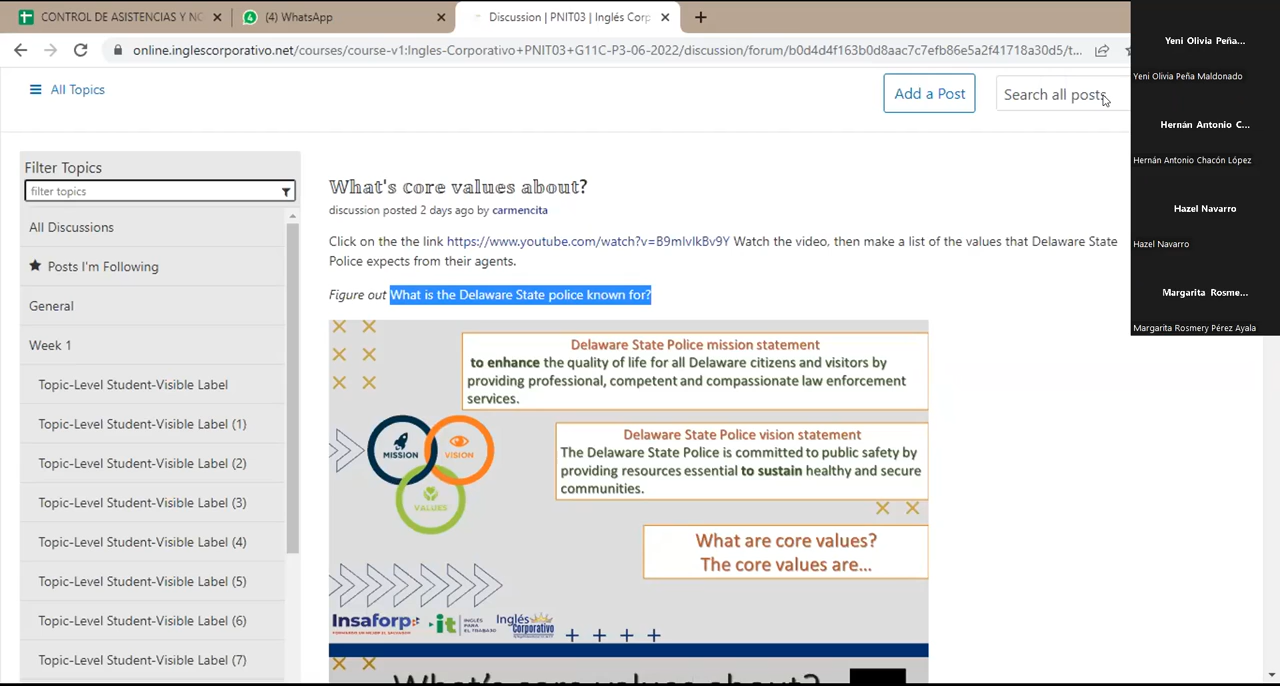 CONTROL DE ASISTENCIAS Y NO
(4) WhatsApp
Discussion | PNIT03 | Inglés Corp
online.inglescorporativo.net/courses/course-v1:Ingles-Corporativo+PNIT03+G11C-P3-06-2022/discussion/forum/b0d4d4f163b0d8aac7c7efb86e5a2f41718a30d5/t...
All Topics
Add a Post
Search all posts
Filter Topics
filter topics
All Discussions
Posts I'm Following
General
Week 1
Topic-Level Student-Visible Label
Topic-Level Student-Visible Label (1)
Topic-Level Student-Visible Label (2)
Topic-Level Student-Visible Label (3)
Topic-Level Student-Visible Label (4)
Topic-Level Student-Visible Label (5)
Topic-Level Student-Visible Label (6)
Topic-Level Student-Visible Label (7)
What's core values about?
discussion posted 2 days ago by carmencita
Click on the the link https://www.youtube.com/watch?v=B9mIvIkBv9Y Watch the video, then make a list of the values that Delaware State
Police expects from their agents.
Figure out What is the Delaware State police known for?
Delaware State Police mission statement
to enhance the quality of life for all Delaware citizens and visitors by
providing professional, competent and compassionate law enforcement
services.
MISSION
VISION
VALUES
Delaware State Police vision statement
The Delaware State Police is committed to public safety by
providing resources essential to sustain healthy and secure
communities.
What are core values?
The core values are...
Insaforp
it
INGLÉS
PARA
EL TRABAJO
Inglés
Corporativo
What's core values about?
Yeni Olivia Peña...
Yeni Olivia Peña Maldonado
Hernán Antonio C...
Hernán Antonio Chacón López
Hazel Navarro
Hazel Navarro
Margarita Rosme...
Margarita Rosmery Pérez Ayala